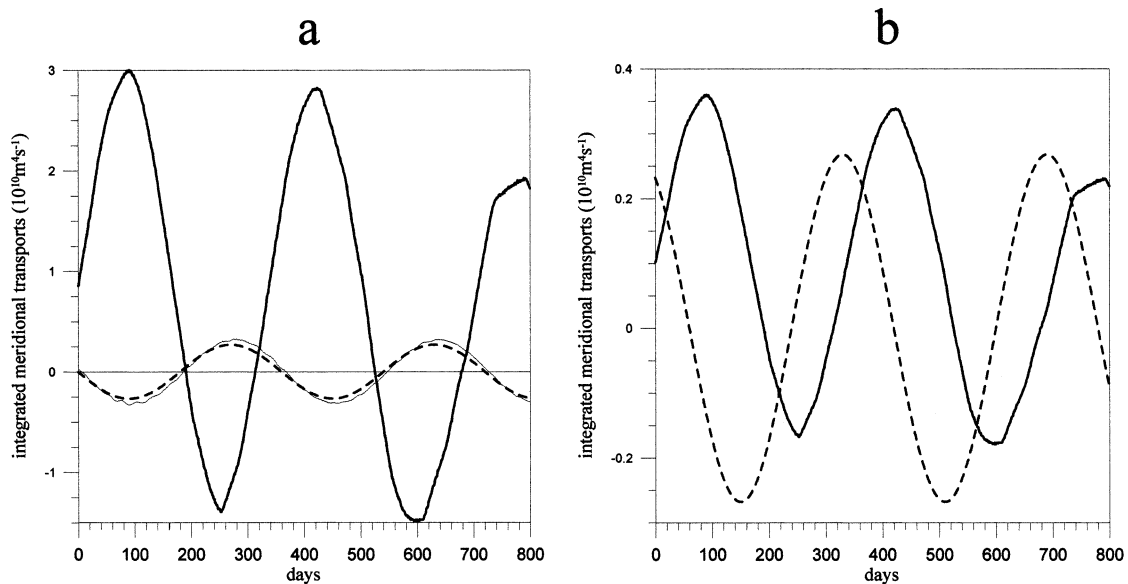 a
3
2
1
0
-1
integrated meridional transports (10¹⁰m⁴s⁻¹)
0 100 200 300 400 500 600 700 800
days
b
0.4
0.2
0
-0.2
integrated meridional transports (10¹⁰m⁴s⁻¹)
0 100 200 300 400 500 600 700 800
days